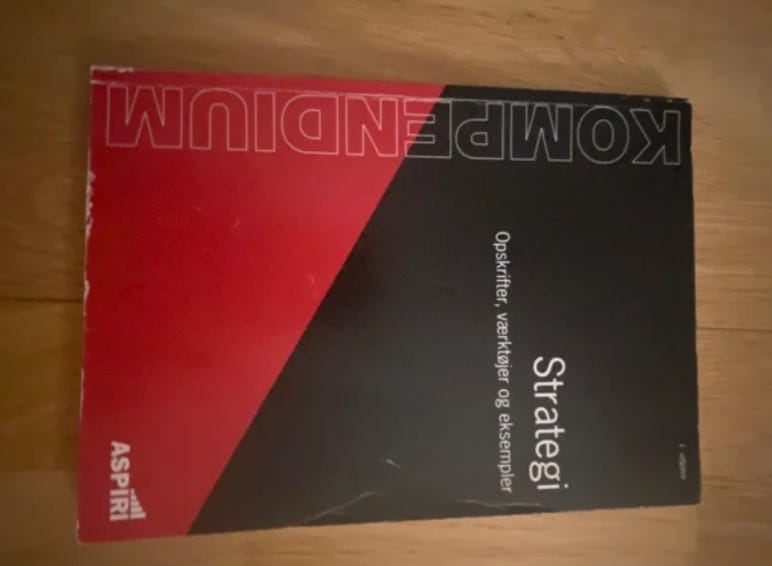 KOMPENDIUM
Strategi
Opskrifter, værktøjer og eksempler
ASPIRI